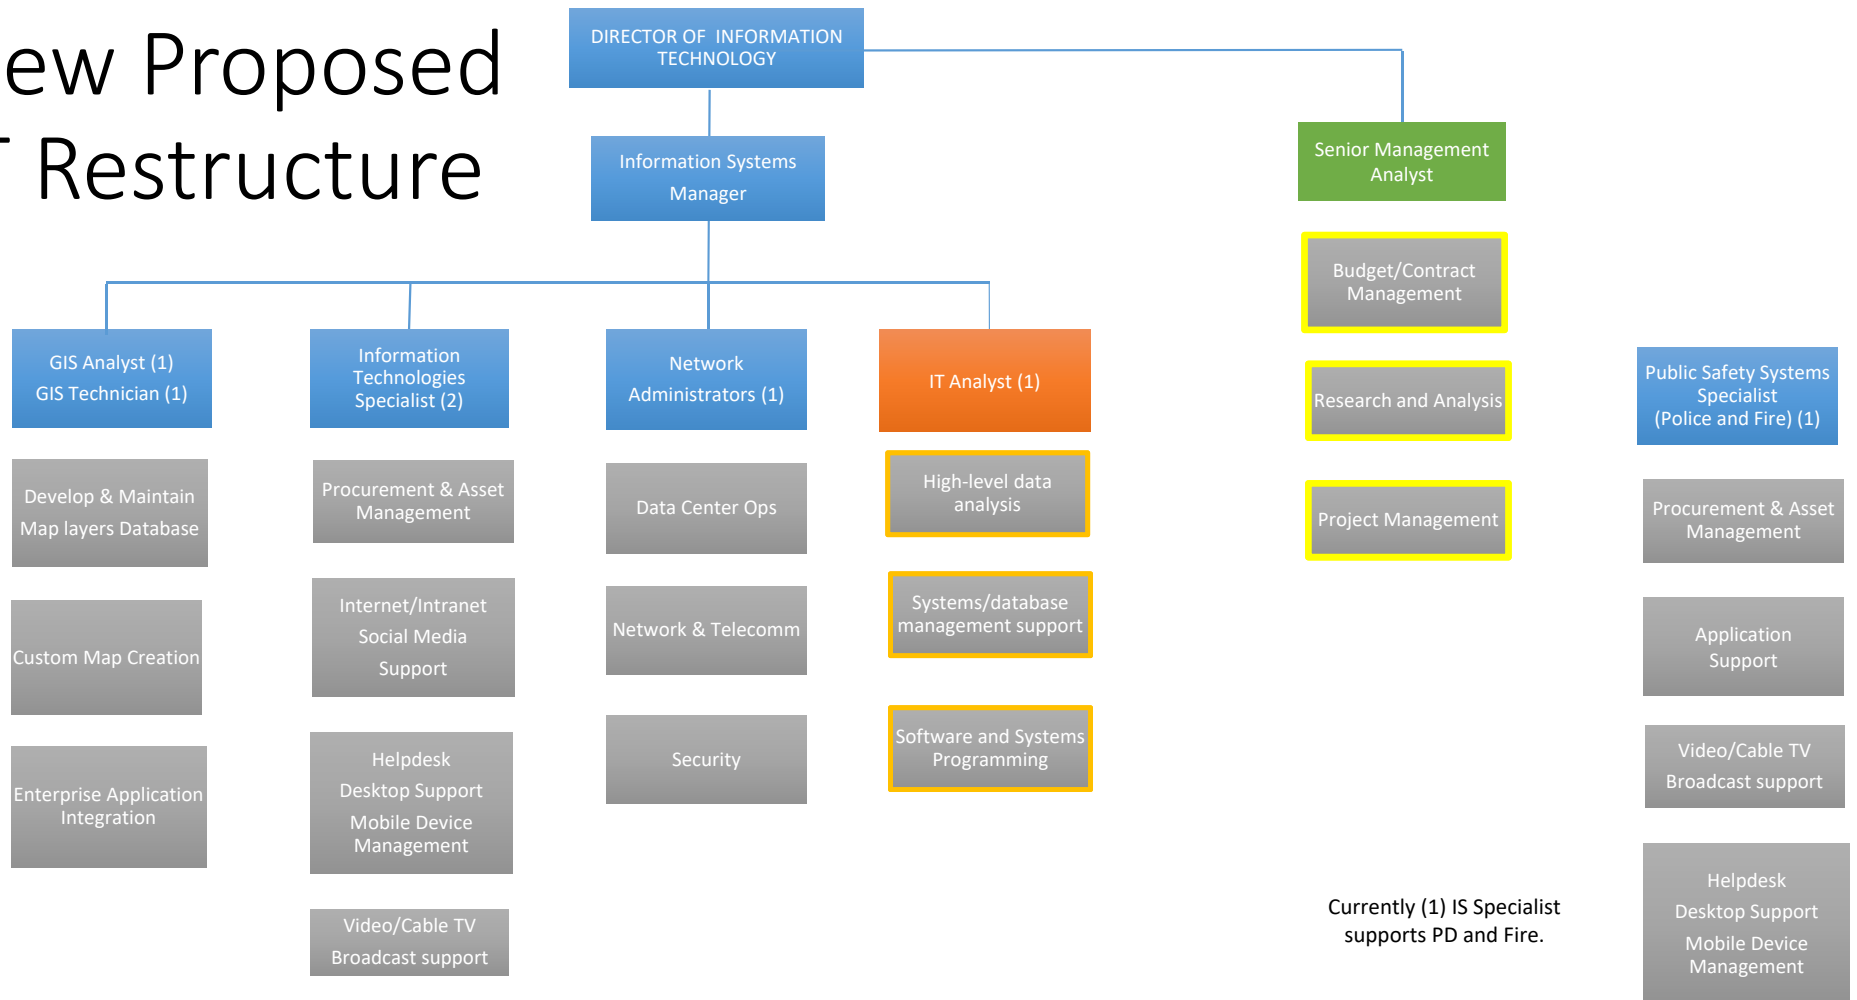 ew Proposed
Restructure
DIRECTOR OF INFORMATION
TECHNOLOGY
Information Systems
Manager
Senior Management
Analyst
Budget/Contract
Management
Research and Analysis
Project Management
GIS Analyst (1)
GIS Technician (1)
Develop & Maintain
Map layers Database
Custom Map Creation
Enterprise Application
Integration
Information
Technologies
Specialist (2)
Procurement & Asset
Management
Internet/Intranet
Social Media
Support
Helpdesk
Desktop Support
Mobile Device
Management
Video/Cable TV
Broadcast support
Network
Administrators (1)
Data Center Ops
Network & Telecomm
Security
IT Analyst (1)
High-level data
analysis
Systems/database
management support
Software and Systems
Programming
Public Safety Systems
Specialist
(Police and Fire) (1)
Procurement & Asset
Management
Application
Support
Video/Cable TV
Broadcast support
Helpdesk
Desktop Support
Mobile Device
Management
Currently (1) IS Specialist
supports PD and Fire.